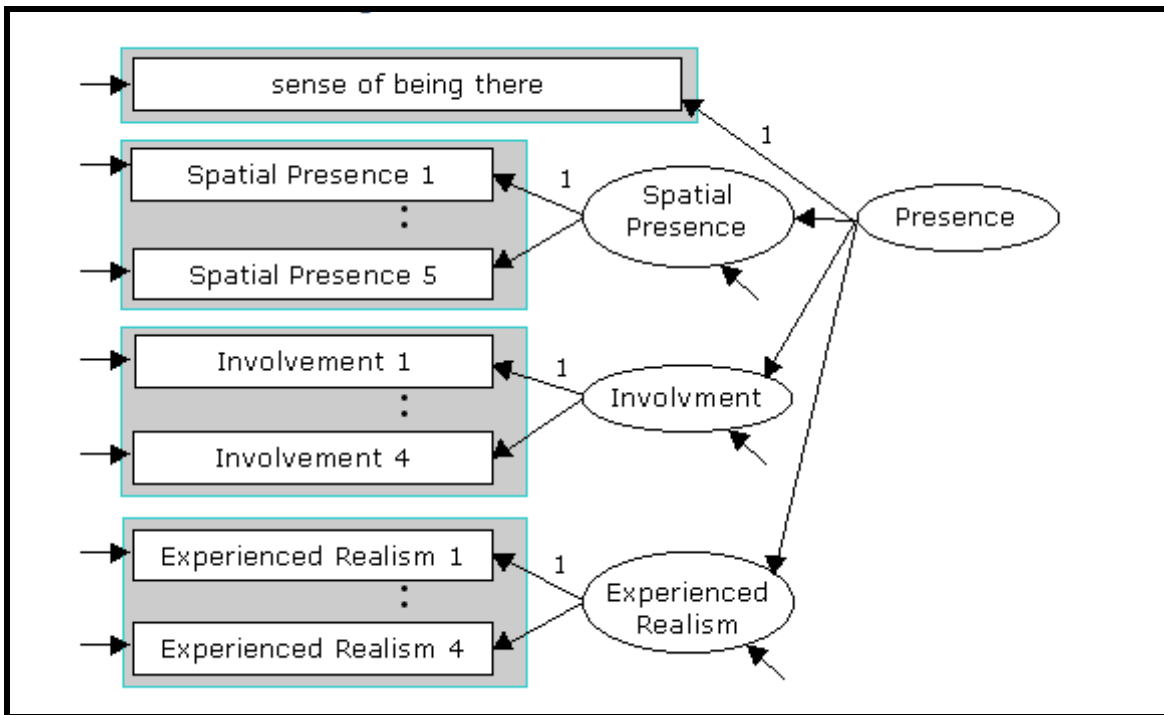 sense of being there
1
Spatial Presence 1
1
Spatial
Presence
Presence
Spatial Presence 5
Involvement 1
1
Involvment
Involvement 4
Experienced Realism 1
1
Experienced
Realism
Experienced Realism 4